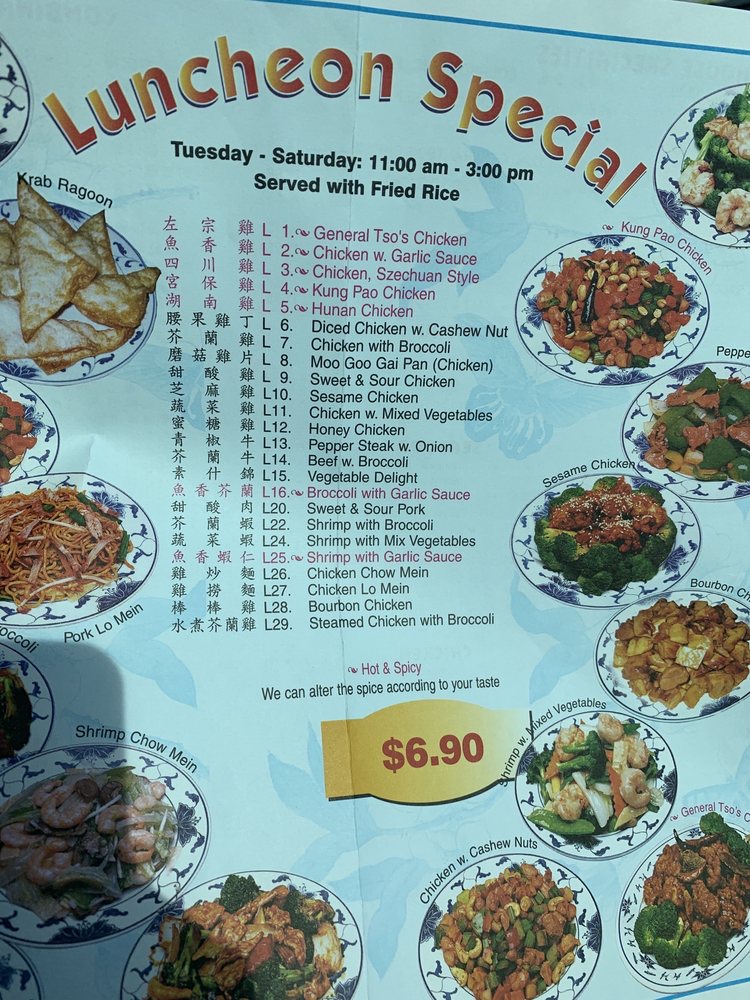 Luncheon Special
Tuesday - Saturday: 11:00 am - 3:00 pm
Served with Fried Rice
左宗雞 L 1. General Tso's Chicken
魚香雞 L 2. Chicken w. Garlic Sauce
四川雞 L 3. Chicken, Szechuan Style
宮保雞 L 4. Kung Pao Chicken
湖南雞 L 5. Hunan Chicken
腰果雞丁 L 6. Diced Chicken w. Cashew Nut
芥蘭雞 L 7. Chicken with Broccoli
磨菇雞片 L 8. Moo Goo Gai Pan (Chicken)
甜酸雞 L 9. Sweet & Sour Chicken
芝麻雞 L10. Sesame Chicken
蔬菜雞 L11. Chicken w. Mixed Vegetables
蜜糖雞 L12. Honey Chicken
青椒牛 L13. Pepper Steak w. Onion
芥蘭牛 L14. Beef w. Broccoli
素什錦 L15. Vegetable Delight
魚香芥蘭 L16. Broccoli with Garlic Sauce
甜酸肉 L20. Sweet & Sour Pork
芥蘭蝦 L22. Shrimp with Broccoli
蔬菜蝦 L24. Shrimp with Mix Vegetables
魚香蝦仁 L25. Shrimp with Garlic Sauce
雞炒麵 L26. Chicken Chow Mein
雞撈麵 L27. Chicken Lo Mein
棒棒雞 L28. Bourbon Chicken
水煮芥蘭雞 L29. Steamed Chicken with Broccoli
Hot & Spicy
We can alter the spice according to your taste
$6.90
Krab Ragoon
Kung Pao Chicken
Peppe
Sesame Chicken
Bourbon Ch
Pork Lo Mein
occoli
Shrimp w. Mixed Vegetables
Shrimp Chow Mein
General Tso's C
Chicken w. Cashew Nuts